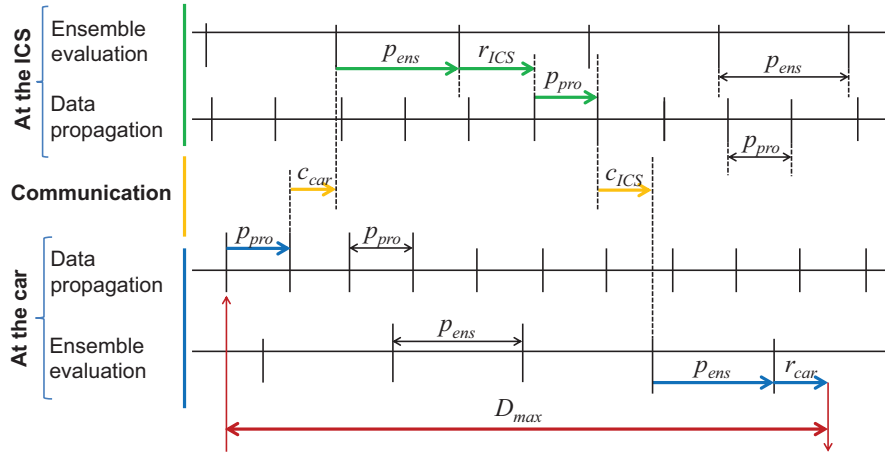 At the ICS
Ensemble
evaluation
p_ens
r_ICS
p_ens
Data
propagation
p_pro
p_pro
Communication
c_car
c_ICS
At the car
Data
propagation
p_pro
p_pro
Ensemble
evaluation
p_ens
p_ens
r_car
D_max